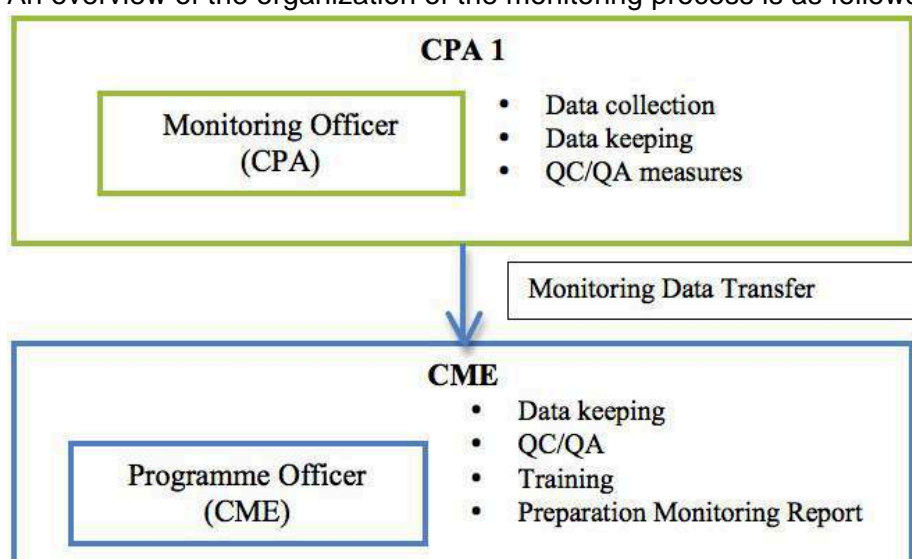 An overview of the organization of the monitoring process is as follows
CPA 1
Monitoring Officer
(CPA)
• Data collection
• Data keeping
• QC/QA measures
Monitoring Data Transfer
CME
Programme Officer
(CME)
• Data keeping
• QC/QA
• Training
• Preparation Monitoring Report